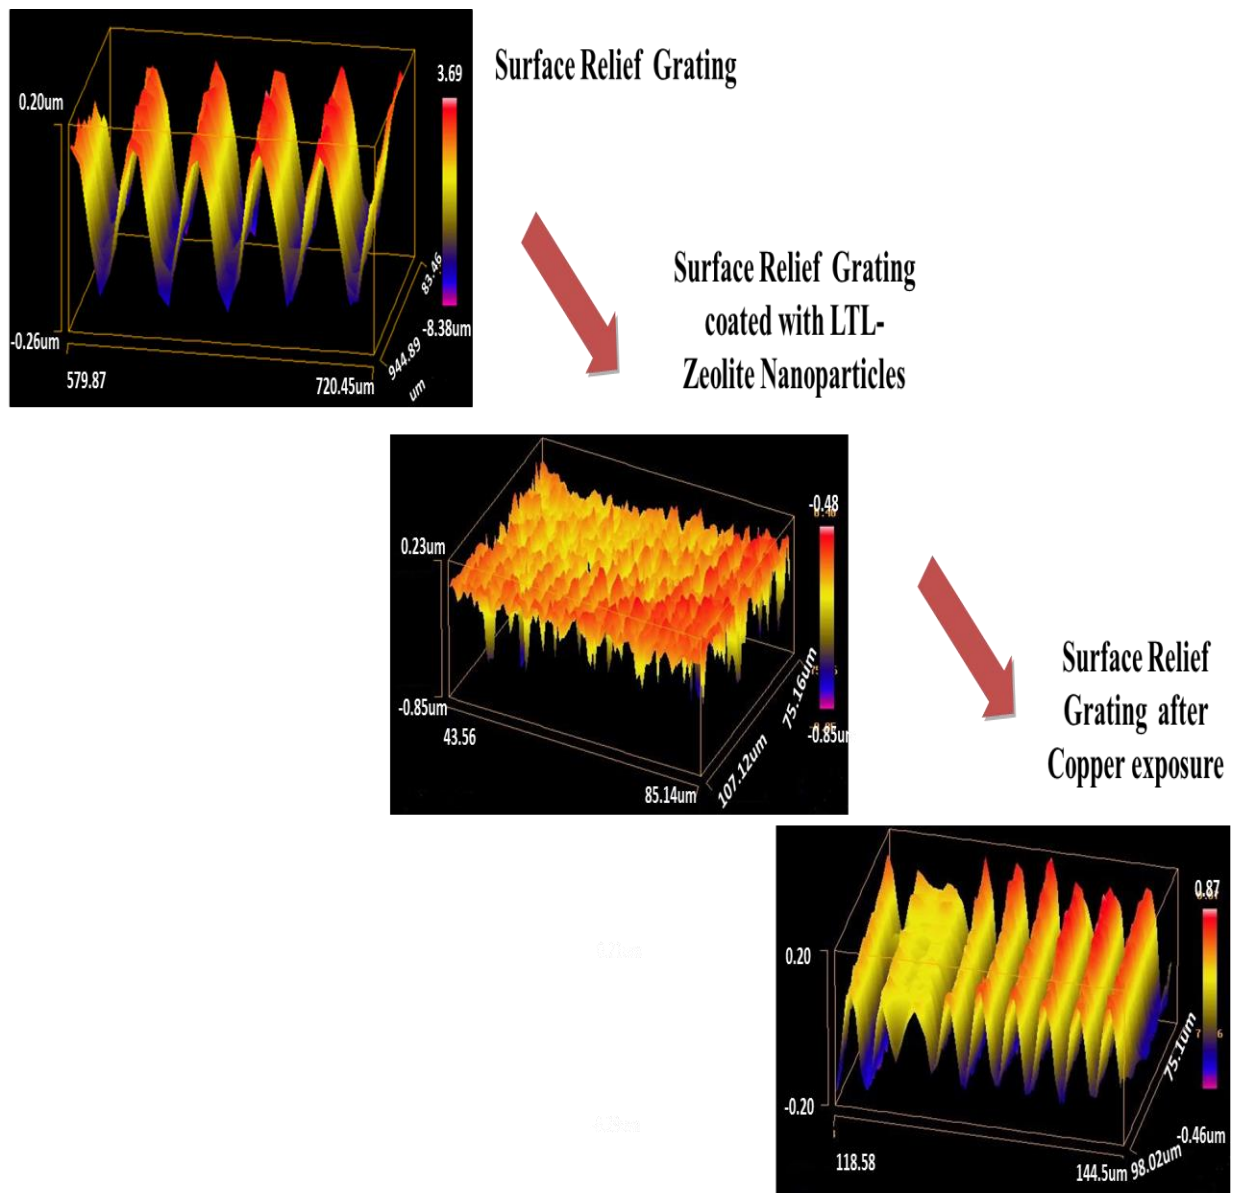 Surface Relief Grating
3.69
0.20um
-0.26um
-8.38um
83.46
944.89
um
579.87
720.45um
Surface Relief Grating
coated with LTL-
Zeolite Nanoparticles
-0.48
0.23um
-0.85um
-0.85um
43.56
85.14um
107.12um
75.16um
Surface Relief
Grating after
Copper exposure
0.87
0.20
-0.20
-0.46um
75.1um
98.02um
118.58
144.5um